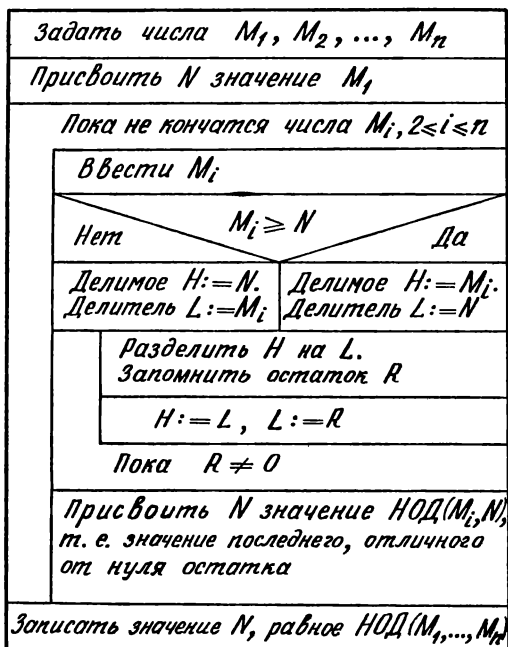 Задать числа M₁, M₂, ..., Mₙ
Присвоить N значение M₁
Пока не кончатся числа Mᵢ, 2≤i≤n
Ввести Mᵢ
Mᵢ ⩾ N
Нет
Да
Делимое H:=N.
Делитель L:=Mᵢ
Делимое H:=Mᵢ.
Делитель L:=N
Разделить H на L.
Запомнить остаток R
H:=L, L:=R
Пока R ≠ 0
Присвоить N значение НОД(Mᵢ,N),
т. е. значение последнего, отличного
от нуля остатка
Записать значение N, равное НОД(M₁,..., Mₙ)